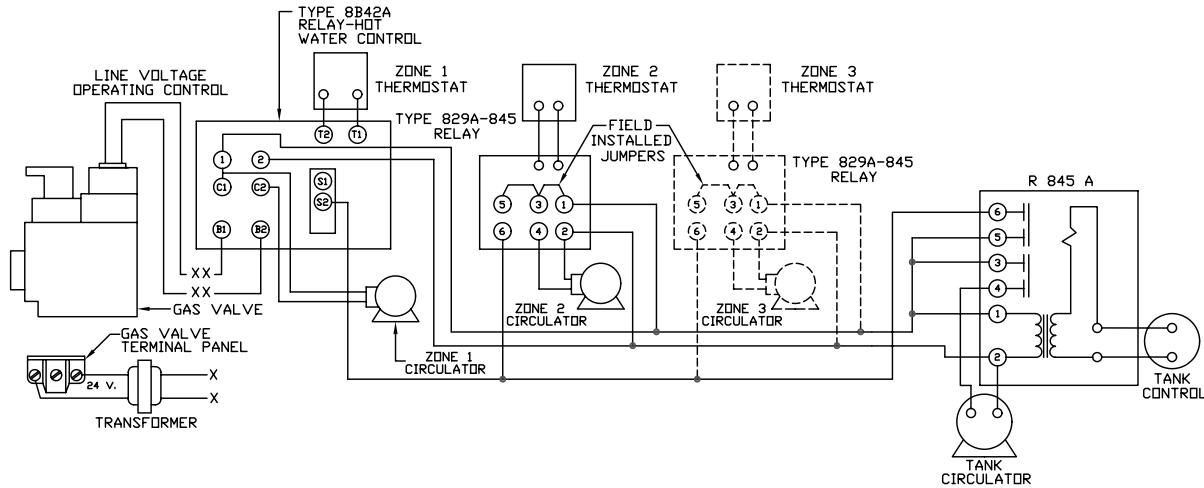 TYPE 8B42A
RELAY-HOT
WATER CONTROL
LINE VOLTAGE
OPERATING CONTROL
ZONE 1
THERMOSTAT
ZONE 2
THERMOSTAT
ZONE 3
THERMOSTAT
TYPE 829A-845
RELAY
FIELD
INSTALLED
JUMPERS
TYPE 829A-845
RELAY
R 845 A
T2 T1
1 2
C1 C2
S1
S2
B1 B2
5 3 1
6 4 2
5 3 1
6 4 2
6
5
3
4
1
2
XX
XX
GAS VALVE
GAS VALVE
TERMINAL PANEL
24 V.
X
X
TRANSFORMER
ZONE 1
CIRCULATOR
ZONE 2
CIRCULATOR
ZONE 3
CIRCULATOR
TANK
CONTROL
TANK
CIRCULATOR